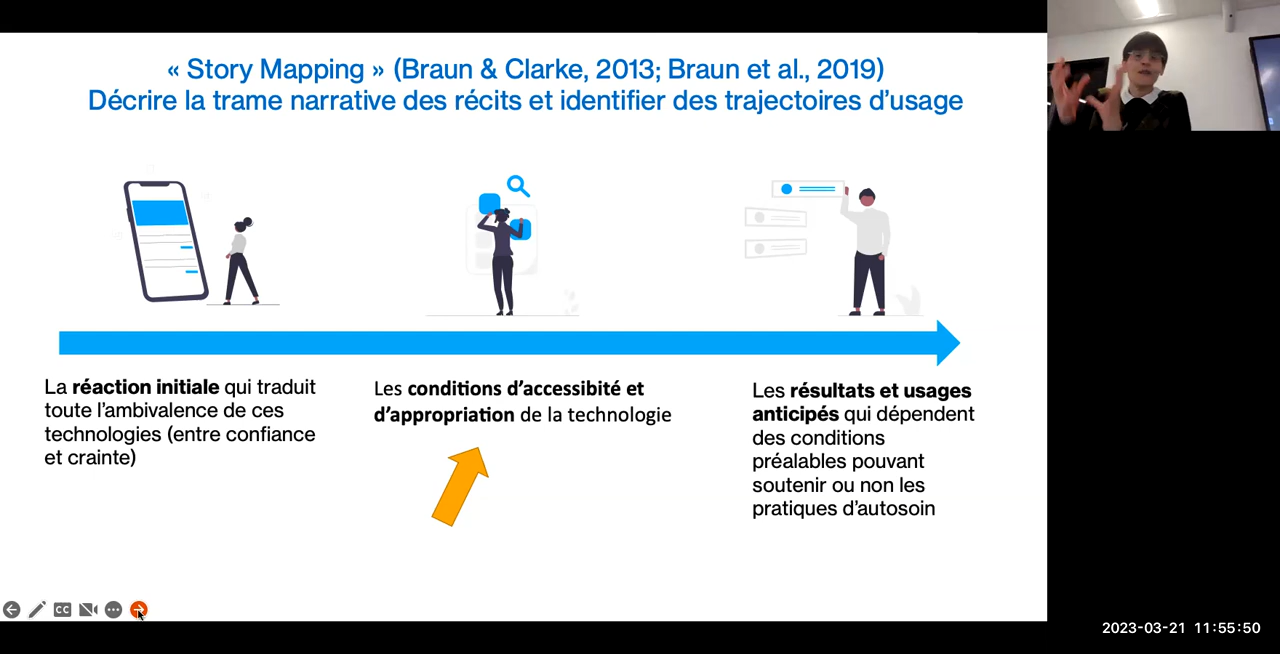 « Story Mapping » (Braun & Clarke, 2013; Braun et al., 2019)
Décrire la trame narrative des récits et identifier des trajectoires d’usage
La réaction initiale qui traduit
toute l’ambivalence de ces
technologies (entre confiance
et crainte)
Les conditions d’accessibité et
d’appropriation de la technologie
Les résultats et usages
anticipés qui dépendent
des conditions
préalables pouvant
soutenir ou non les
pratiques d’autosoin
CC
2023-03-21 11:55:50